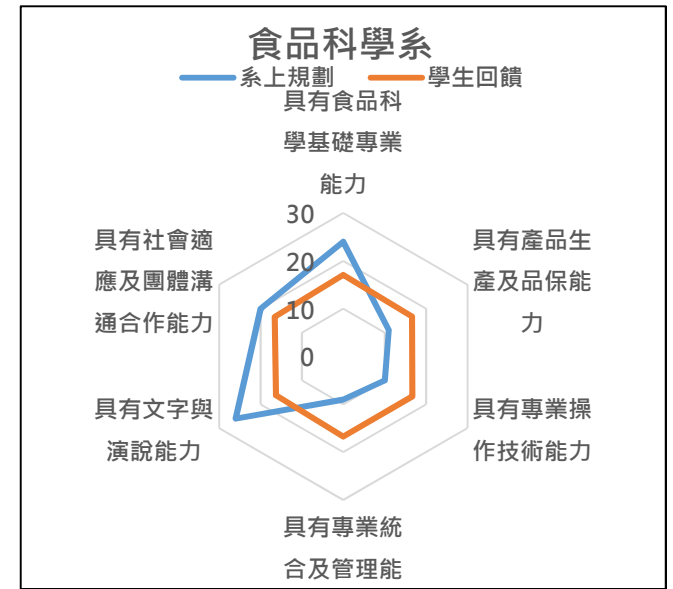 食品科學系
系上規劃 學生回饋
具有食品科
學基礎專業
能力
30
20
10
0
具有產品生
產及品保能
力
具有專業操
作技術能力
具有專業統
合及管理能
具有文字與
演說能力
具有社會適
應及團體溝
通合作能力